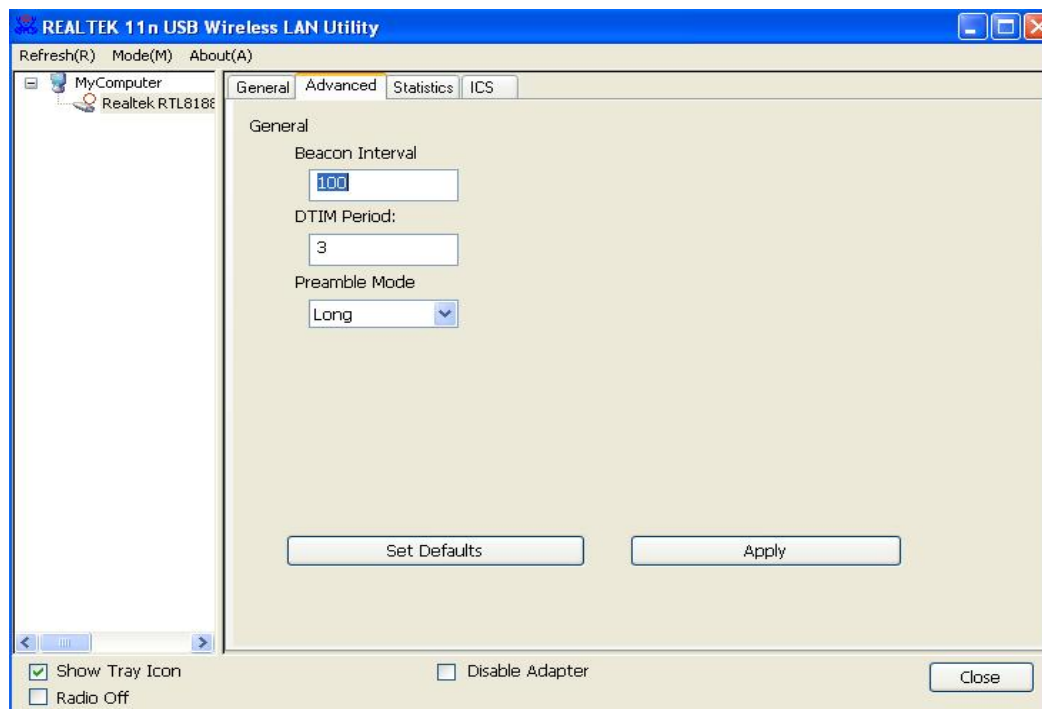 REALTEK 11n USB Wireless LAN Utility
Refresh(R) Mode(M) About(A)
MyComputer
Realtek RTL8188
General Advanced Statistics ICS
General
Beacon Interval
100
DTIM Period:
3
Preamble Mode
Long
Set Defaults Apply
Show Tray Icon Disable Adapter Close
Radio Off